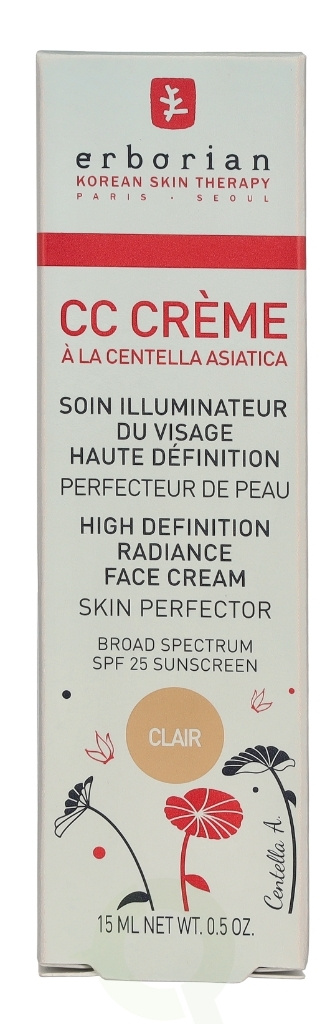 erborian
KOREAN SKIN THERAPY
PARIS · SEOUL
CC CRÈME
À LA CENTELLA ASIATICA
SOIN ILLUMINATEUR
DU VISAGE
HAUTE DÉFINITION
PERFECTEUR DE PEAU
HIGH DEFINITION
RADIANCE
FACE CREAM
SKIN PERFECTOR
BROAD SPECTRUM
SPF 25 SUNSCREEN
CLAIR
Centella A.
15 ML NET WT. 0.5 OZ.